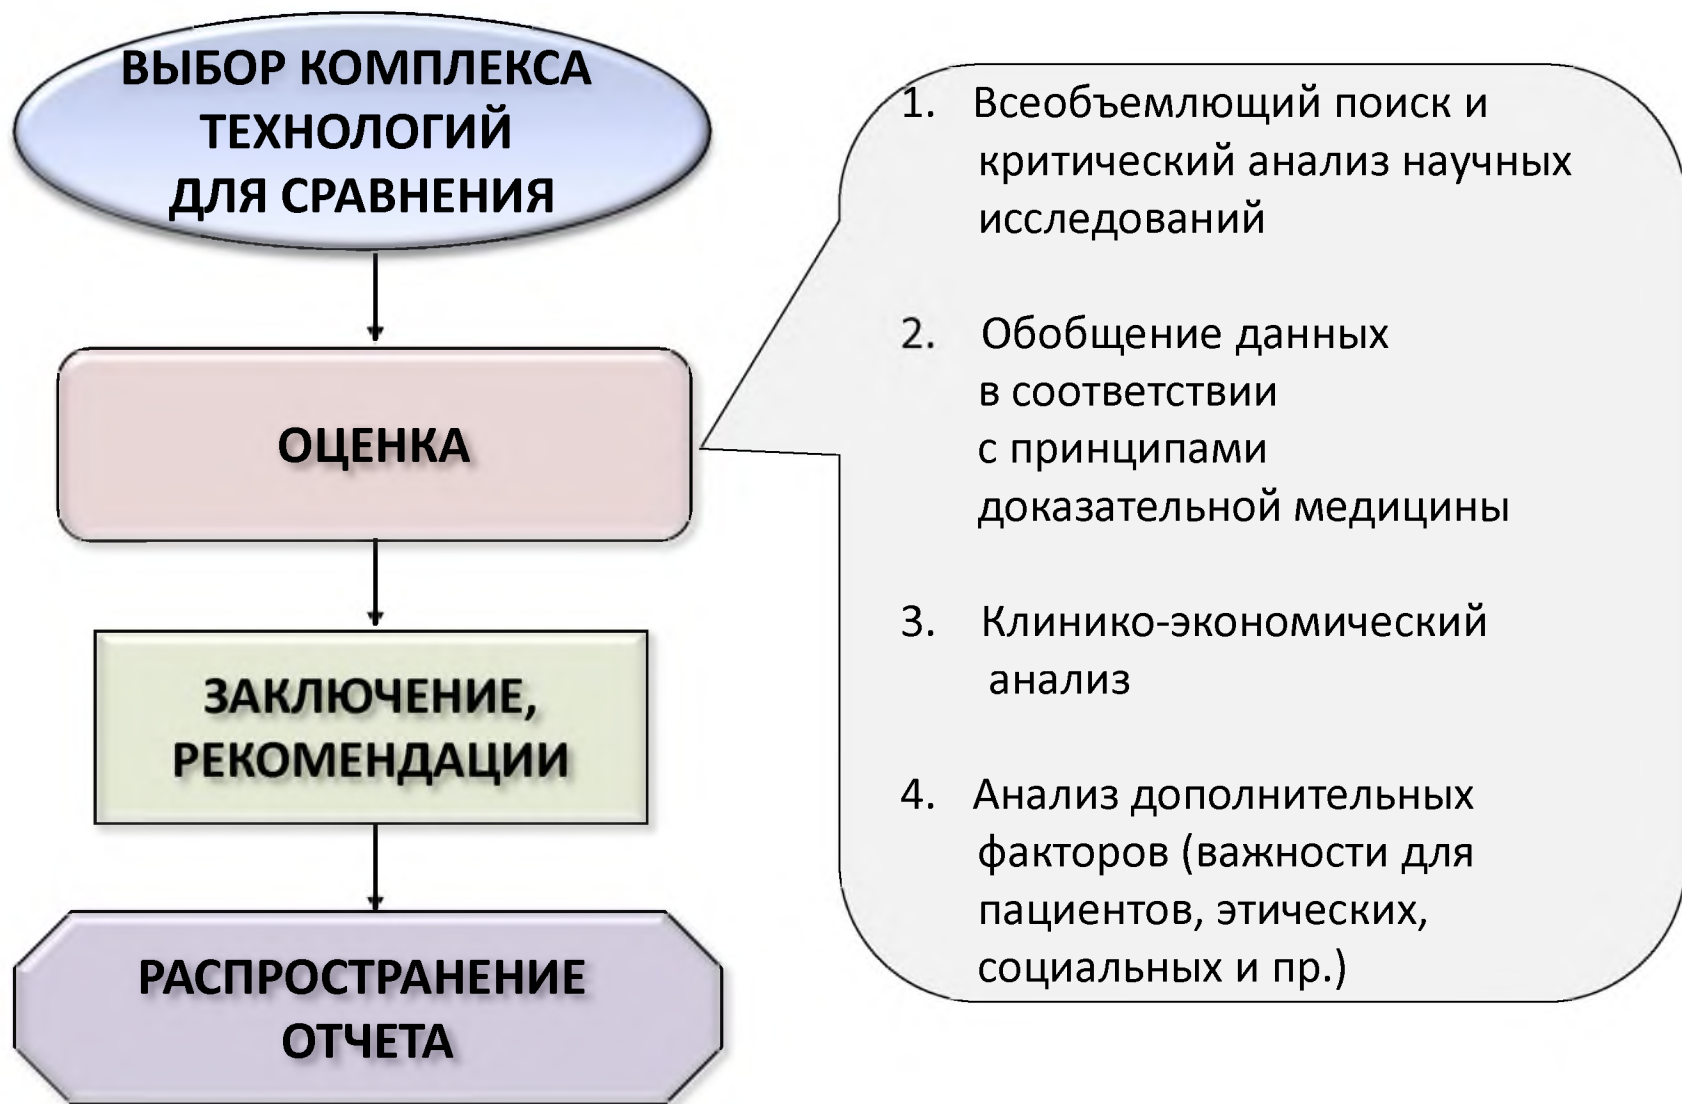 ВЫБОР КОМПЛЕКСА
ТЕХНОЛОГИЙ
ДЛЯ СРАВНЕНИЯ
ОЦЕНКА
ЗАКЛЮЧЕНИЕ,
РЕКОМЕНДАЦИИ
РАСПРОСТРАНЕНИЕ
ОТЧЕТА
1. Всеобъемлющий поиск и
критический анализ научных
исследований
2. Обобщение данных
в соответствии
с принципами
доказательной медицины
3. Клинико-экономический
анализ
4. Анализ дополнительных
факторов (важности для
пациентов, этических,
социальных и пр.)